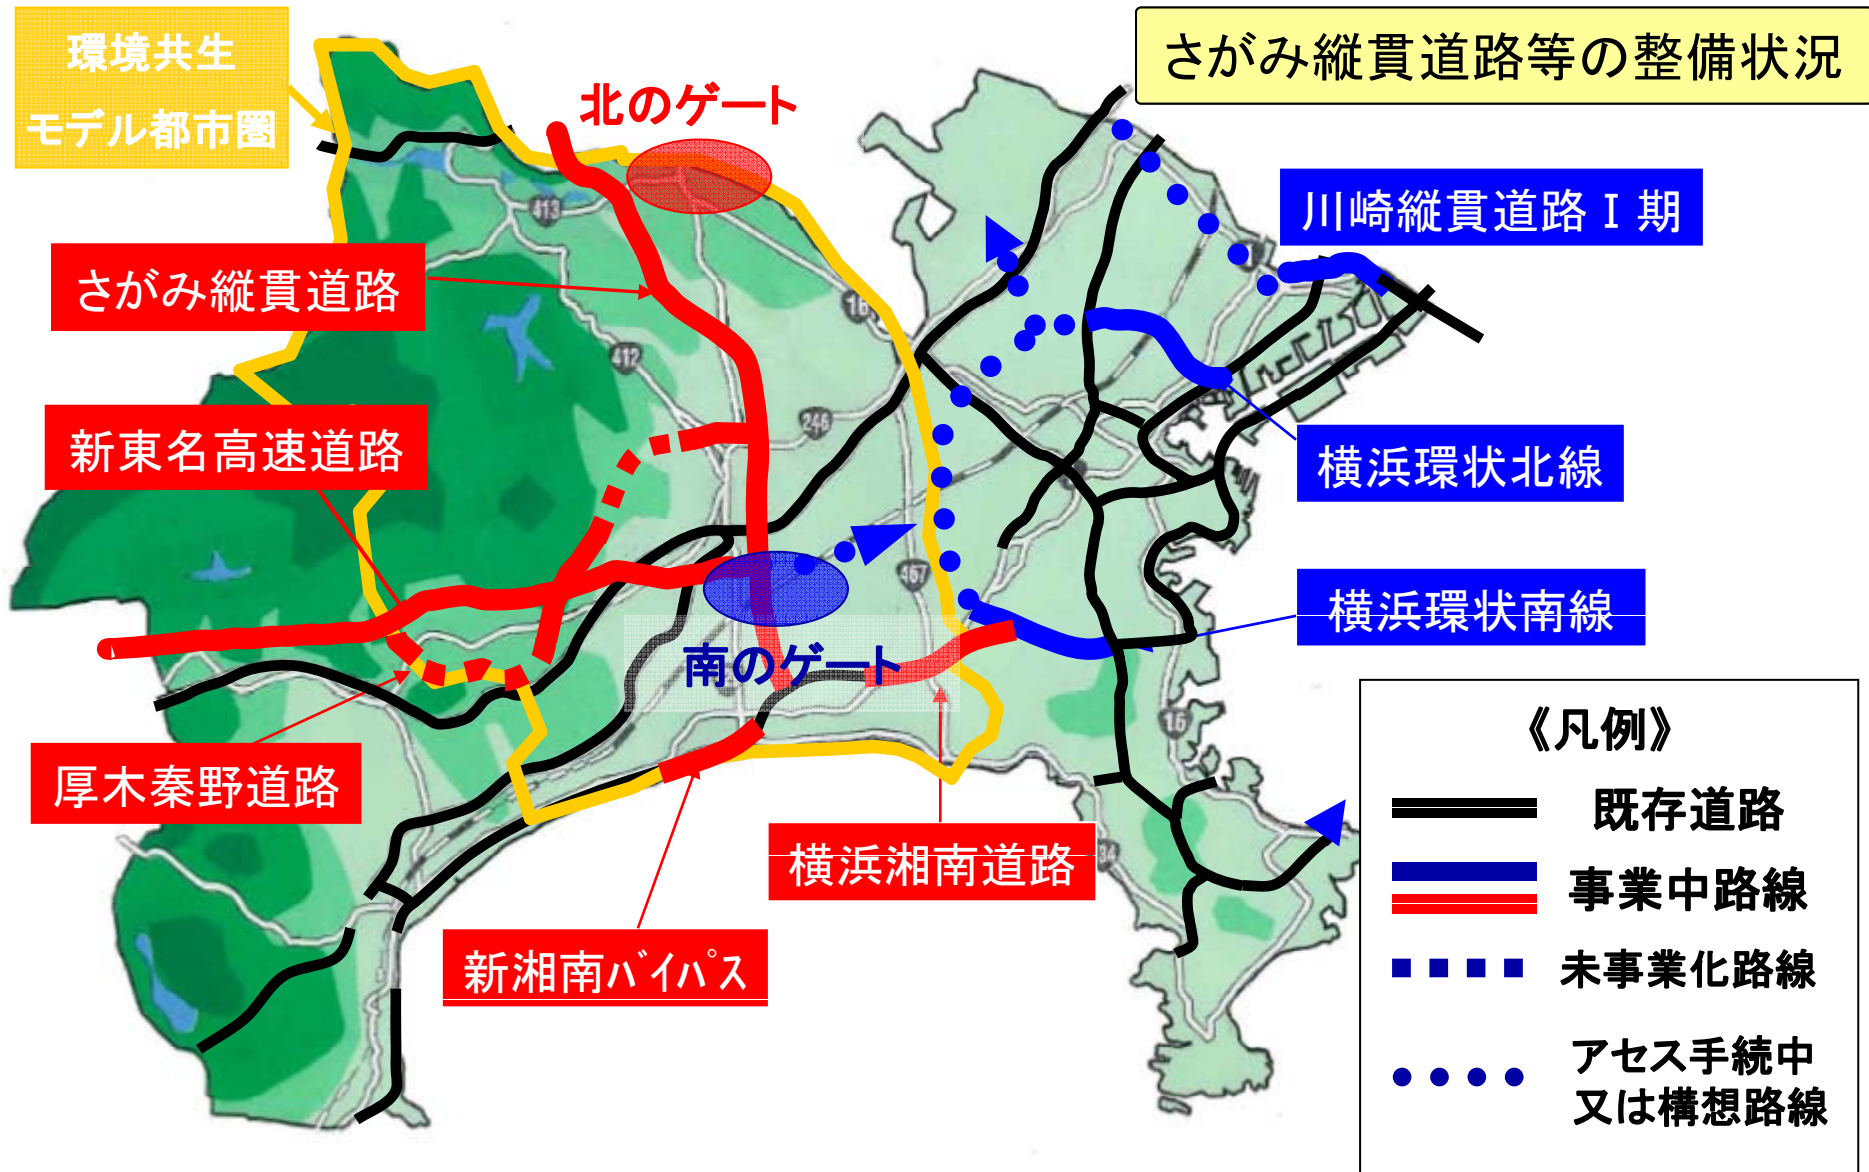 環境共生
モデル都市圏
さがみ縦貫道路等の整備状況
北のゲート
川崎縦貫道路Ⅰ期
413
さがみ縦貫道路
16
412
246
新東名高速道路
横浜環状北線
467
横浜環状南線
南のゲート
16
厚木秦野道路
横浜湘南道路
新湘南バイパス
《凡例》
既存道路
事業中路線
未事業化路線
アセス手続中
又は構想路線